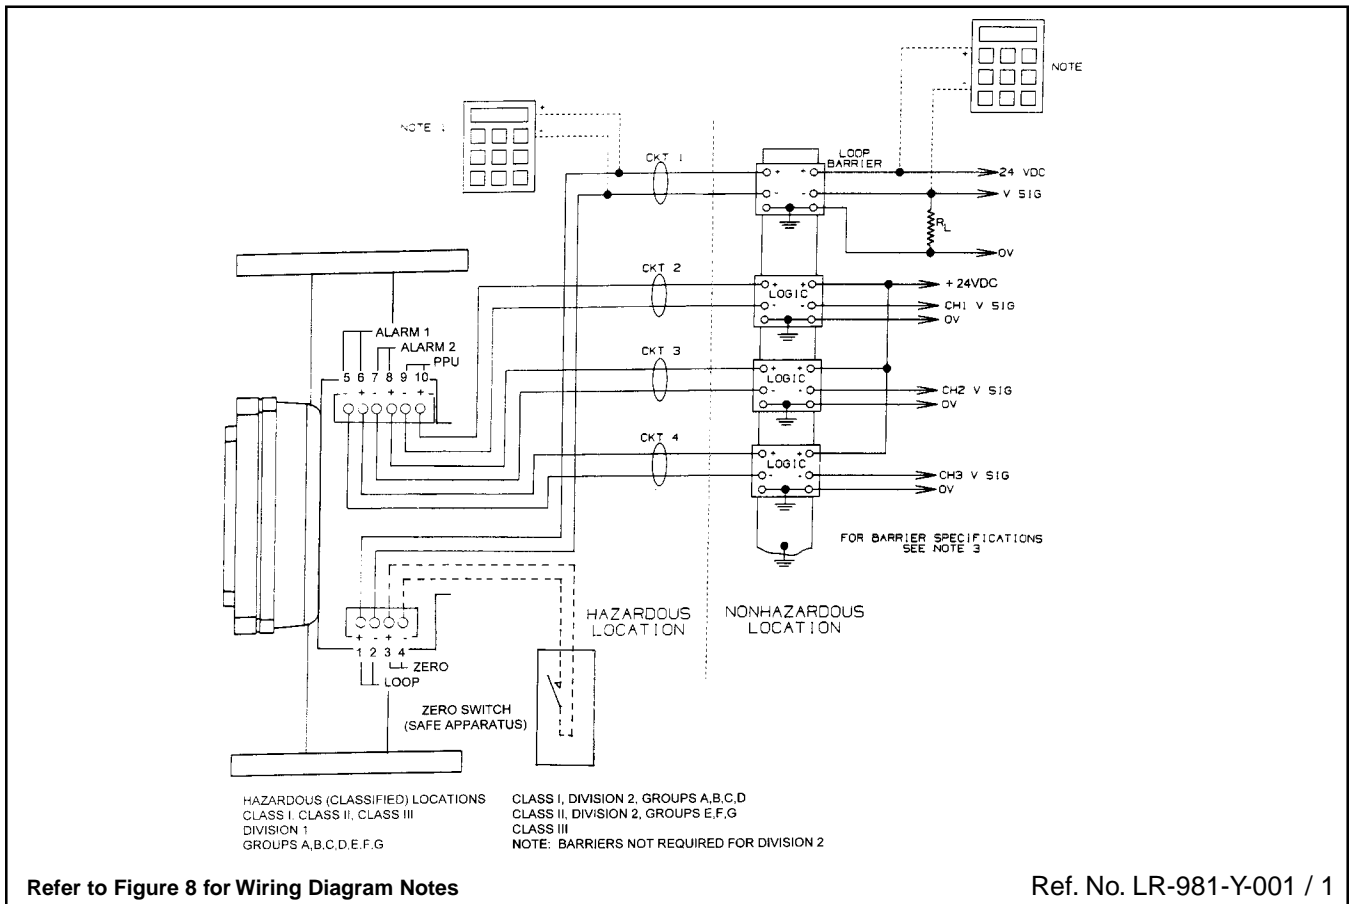 NOTE
NOTE 1
CKT 1
LOOP
BARRIER
+ + 24 VDC
- - V SIG
RL
0V
CKT 2
+ + +24VDC
LOGIC
- - CH1 V SIG
0V
CKT 3
+ +
LOGIC
- - CH2 V SIG
0V
CKT 4
+ +
LOGIC
- - CH3 V SIG
0V
ALARM 1
ALARM 2
PPU
5 6 7 8 9 10
- + - + - +
FOR BARRIER SPECIFICATIONS
SEE NOTE 3
HAZARDOUS
LOCATION
NONHAZARDOUS
LOCATION
+ - +
1 2 3 4
ZERO
LOOP
ZERO SWITCH
(SAFE APPARATUS)
HAZARDOUS (CLASSIFIED) LOCATIONS
CLASS I, CLASS II, CLASS III
DIVISION 1
GROUPS A,B,C,D,E,F,G
CLASS I, DIVISION 2, GROUPS A,B,C,D
CLASS II, DIVISION 2, GROUPS E,F,G
CLASS III
NOTE: BARRIERS NOT REQUIRED FOR DIVISION 2
Refer to Figure 8 for Wiring Diagram Notes
Ref. No. LR-981-Y-001 / 1